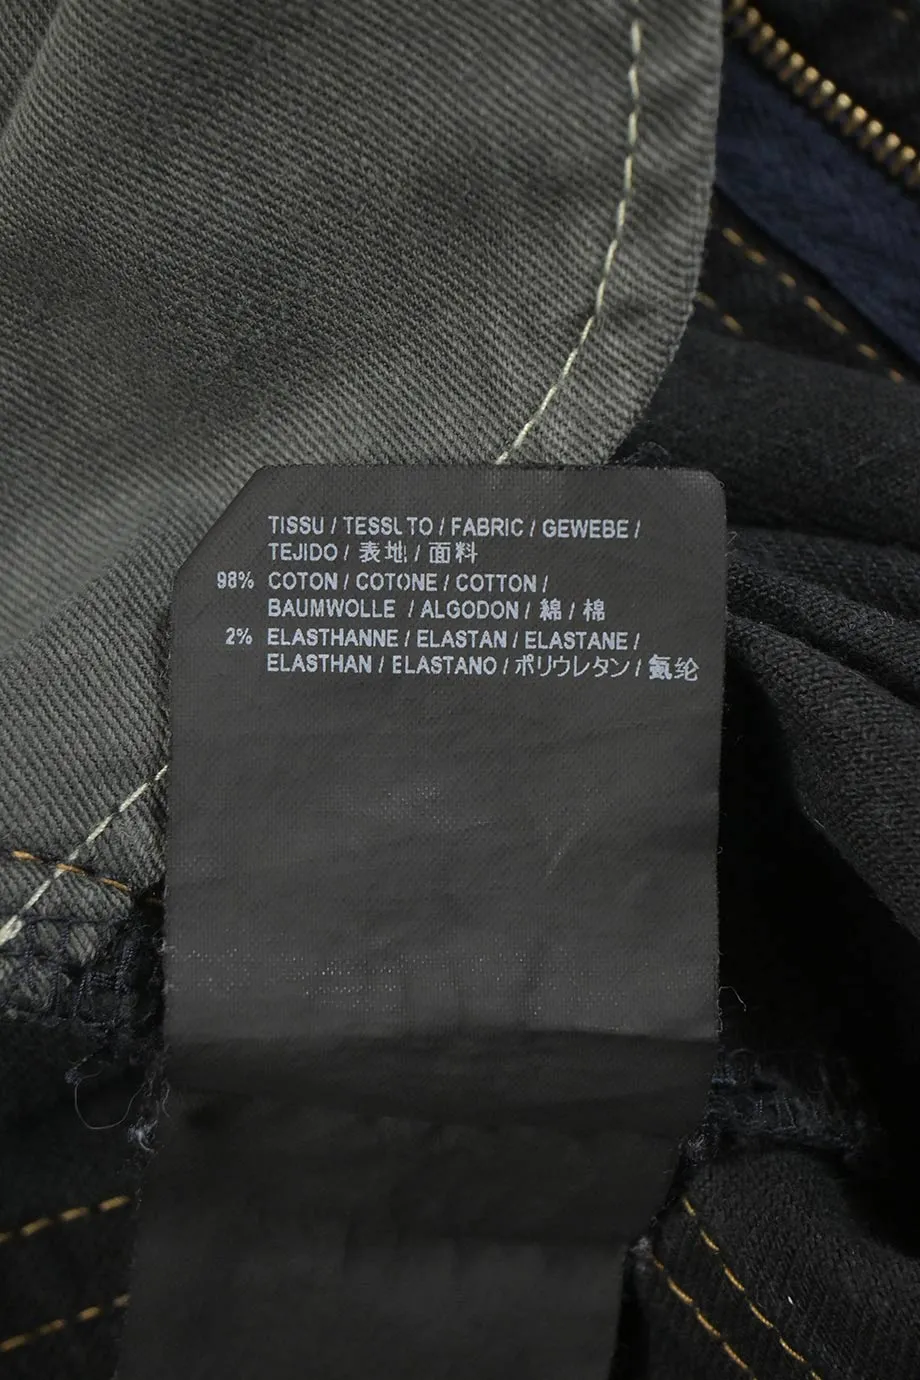 TISSU / TESSUTO / FABRIC / GEWEBE /
TEJIDO / 表地 / 面料
98% COTON / COTONE / COTTON /
BAUMWOLLE / ALGODON / 綿 / 棉
2% ELASTHANNE / ELASTAN / ELASTANE /
ELASTHAN / ELASTANO / ポリウレタン / 氨纶